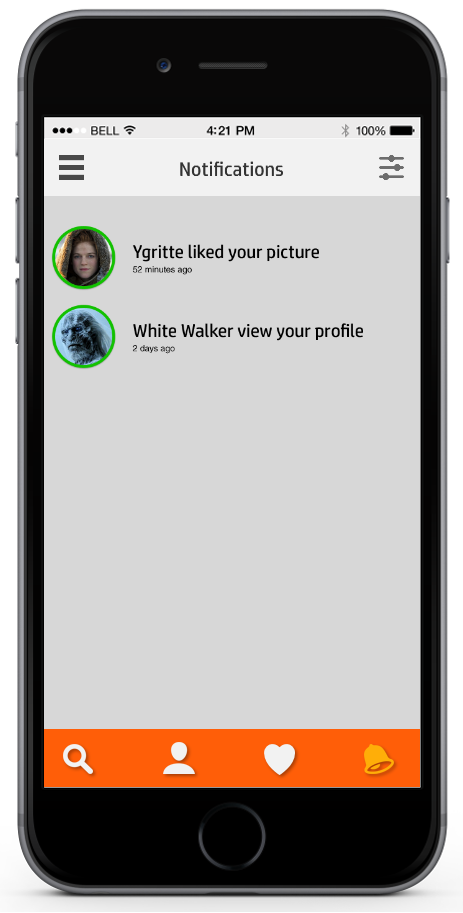 BELL 4:21 PM 100%
Notifications
Ygritte liked your picture
52 minutes ago
White Walker view your profile
2 days ago